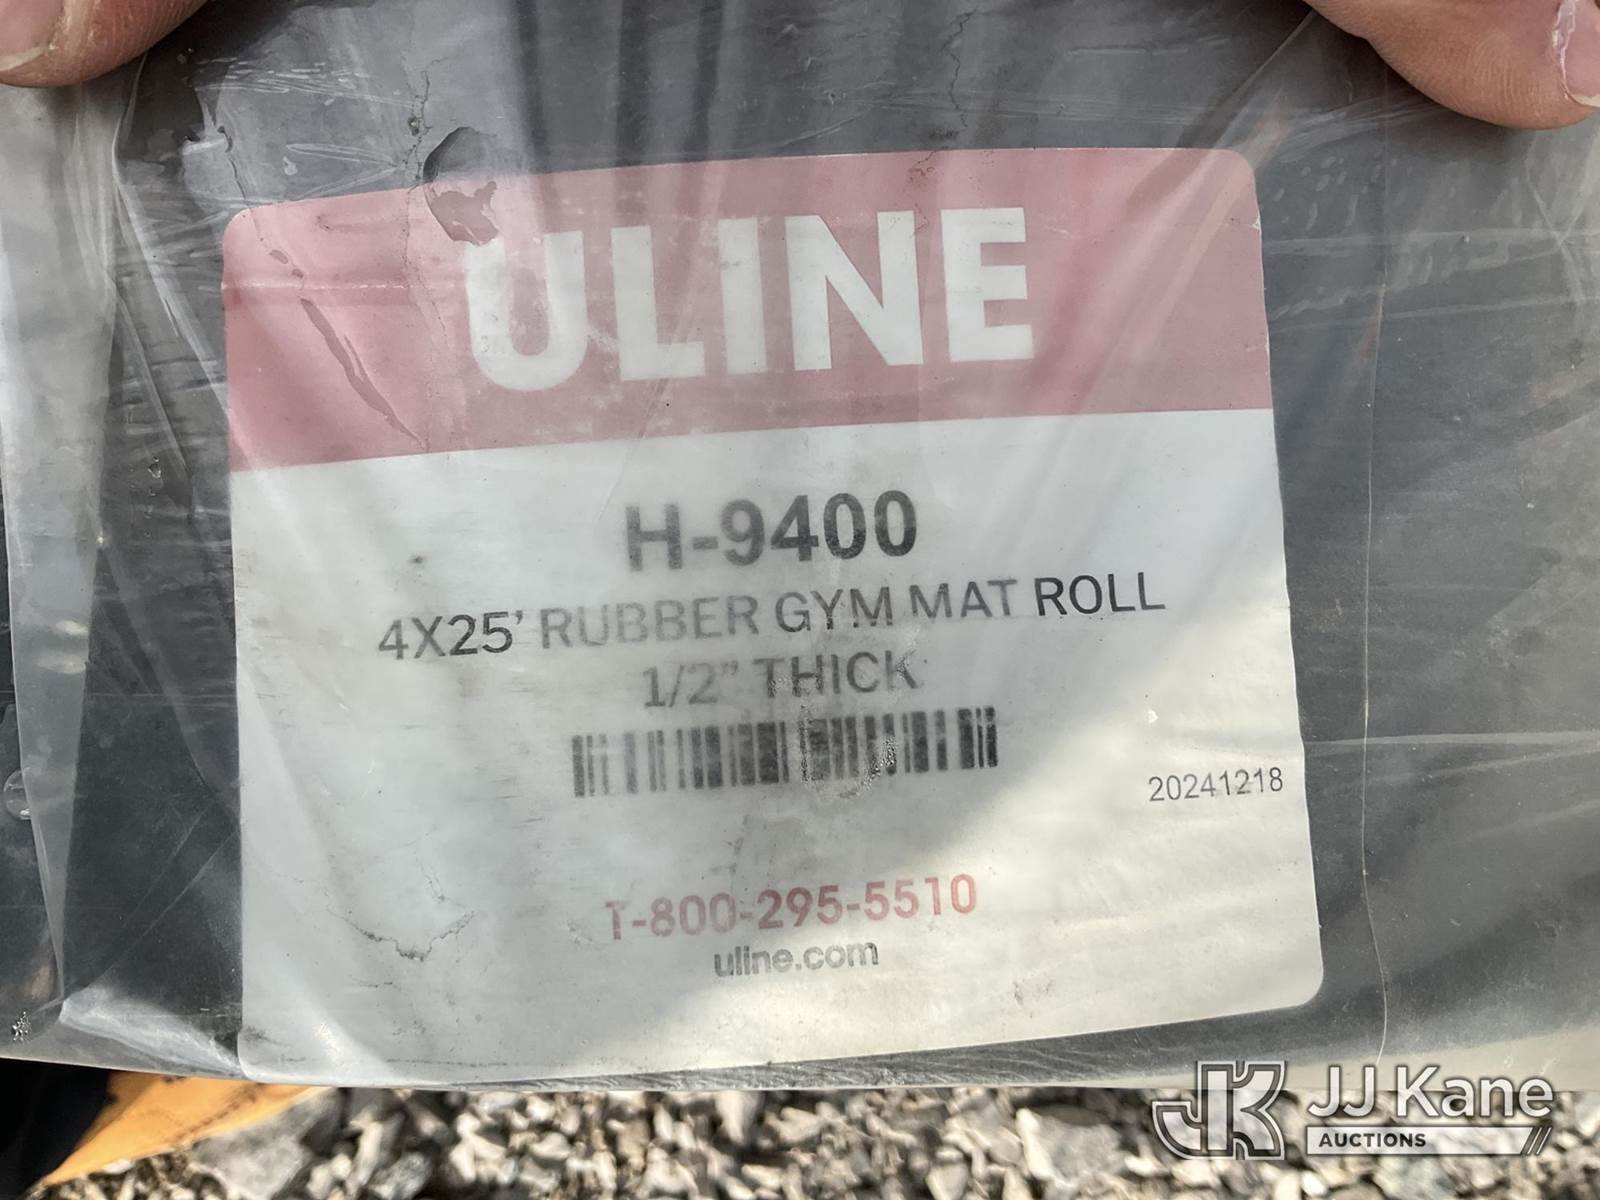 ULINE
H-9400
4X25' RUBBER GYM MAT ROLL
1/2" THICK
20241218
1-800-295-5510
uline.com
JK JJ Kane
AUCTIONS